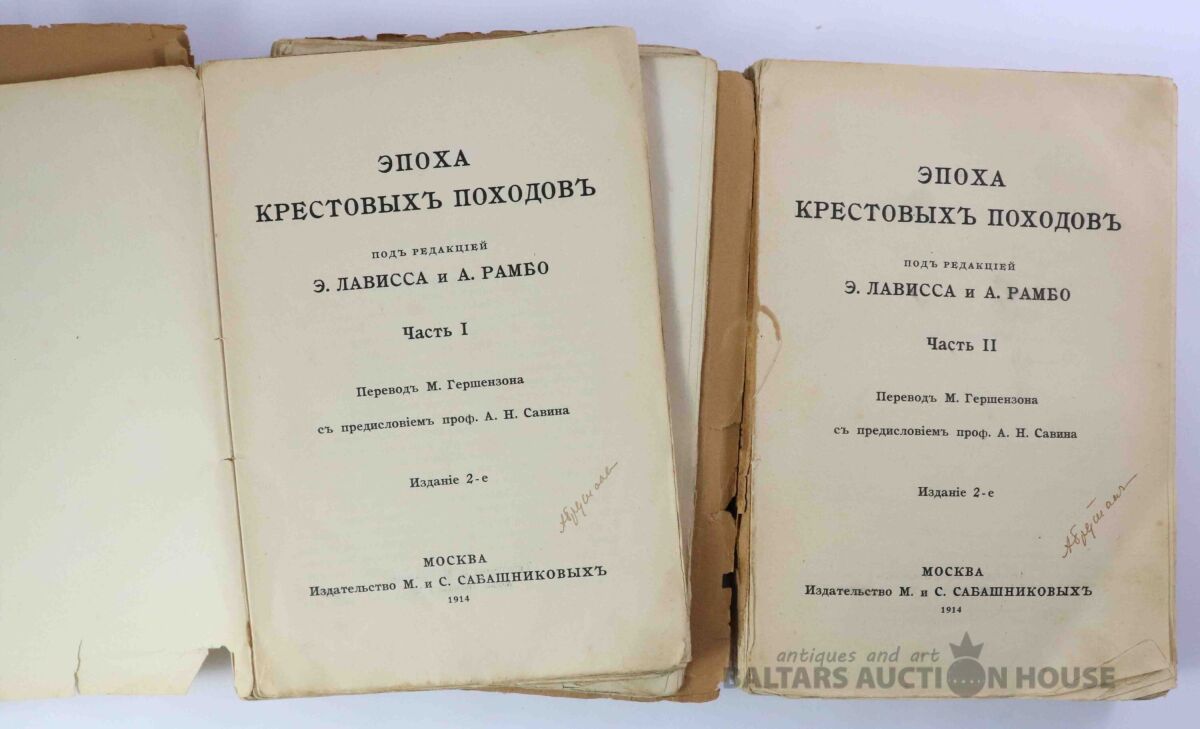 ЭПОХА
КРЕСТОВЫХЪ ПОХОДОВЪ
ПОДЪ РЕДАКЦІЕЙ
Э. ЛАВИССА и А. РАМБО
Часть I
Переводъ М. Гершензона
съ предисловіемъ проф. А. Н. Савина
Изданіе 2-е
МОСКВА
Издательство М. и С. САБАШНИКОВЫХЪ
1914
ЭПОХА
КРЕСТОВЫХЪ ПОХОДОВЪ
ПОДЪ РЕДАКЦІЕЙ
Э. ЛАВИССА и А. РАМБО
Часть II
Переводъ М. Гершензона
съ предисловіемъ проф. А. Н. Савина
Изданіе 2-е
МОСКВА
Издательство М. и С. САБАШНИКОВЫХЪ
1914
antiques and art
BALTARS AUCTION HOUSE